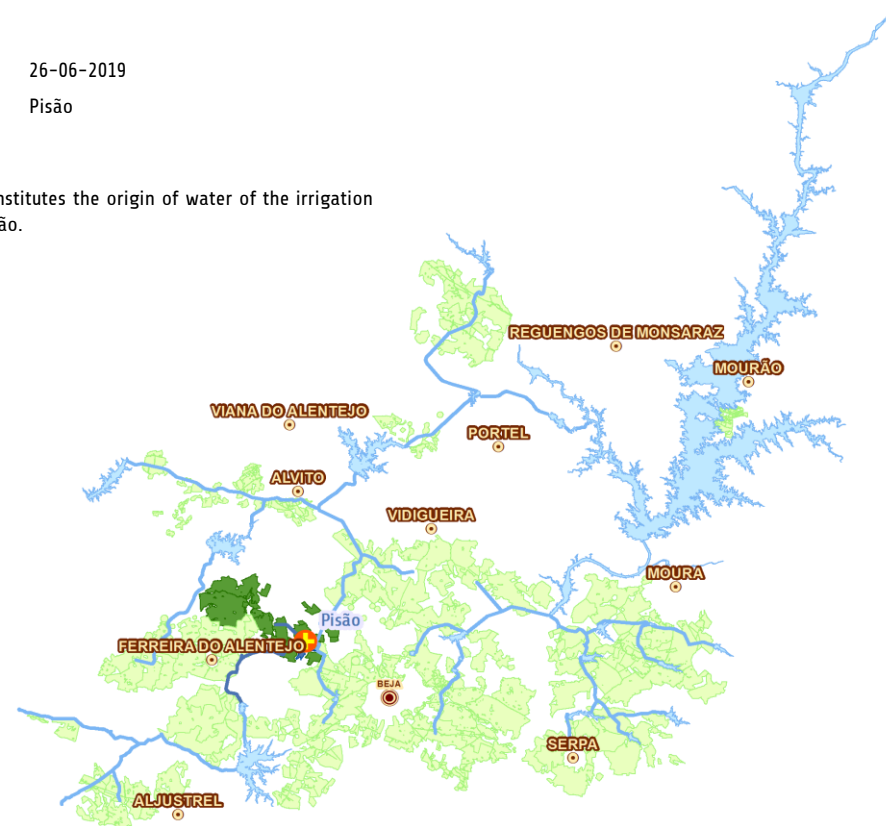 26-06-2019
Pisão
nstitutes the origin of water of the irrigation
ão.
REGUENGOS DE MONSARAZ
MOURÃO
VIANA DO ALENTEJO
PORTEL
ALVITO
VIDIGUEIRA
MOURA
Pisão
FERREIRA DO ALENTEJO
BEJA
SERPA
ALJUSTREL